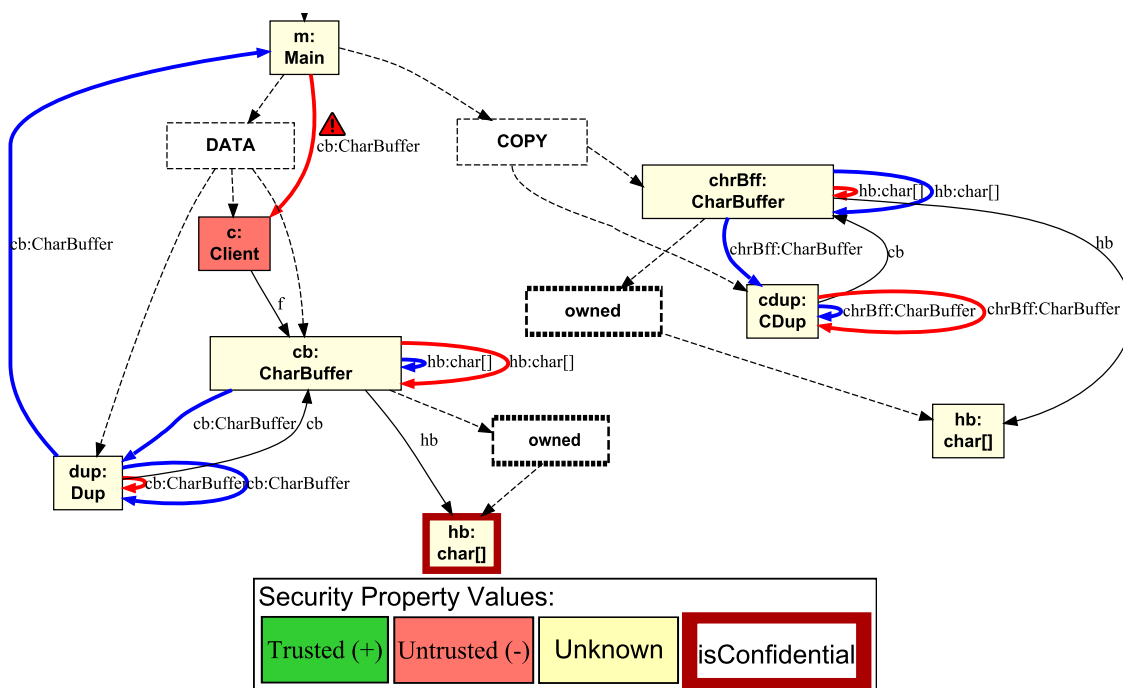 m:
Main
DATA
!
cb:CharBuffer
COPY
chrBff:
CharBuffer
hb:char[]
hb:char[]
c:
Client
cb:CharBuffer
chrBff:CharBuffer
cb
hb
f
owned
cdup:
CDup
chrBff:CharBuffer
chrBff:CharBuffer
cb:
CharBuffer
hb:char[]
hb:char[]
cb:CharBuffer
cb
hb
owned
hb:
char[]
dup:
Dup
cb:CharBuffer
cb:CharBuffer
hb:
char[]
Security Property Values:
Trusted (+)
Untrusted (-)
Unknown
isConfidential